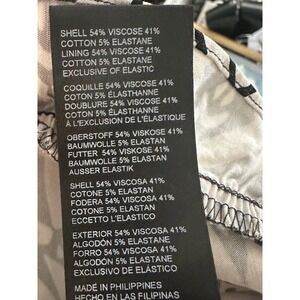 SHELL 54% VISCOSE 41%
COTTON 5% ELASTANE
LINING 54% VISCOSE 41%
COTTON 5% ELASTANE
EXCLUSIVE OF ELASTIC
COQUILLE 54% VISCOSE 41%
COTON 5% ÉLASTHANNE
DOUBLURE 54% VISCOSE 41%
COTON 5% ÉLASTHANNE
À L'EXCLUSION DE L'ÉLASTIQUE
OBERSTOFF 54% VISKOSE 41%
BAUMWOLLE 5% ELASTAN
FUTTER 54% VISKOSE 41%
BAUMWOLLE 5% ELASTAN
AUSSER ELASTIK
SHELL 54% VISCOSA 41%
COTONE 5% ELASTAN
FODERA 54% VISCOSA 41%
COTONE 5% ELASTAN
ECCETTO L'ELASTICO
EXTERIOR 54% VISCOSA 41%
ALGODÓN 5% ELASTANE
FORRO 54% VISCOSA 41%
ALGODÓN 5% ELASTANE
EXCLUSIVO DE ELÁSTICO
MADE IN PHILIPPINES
HECHO EN LAS FILIPINAS